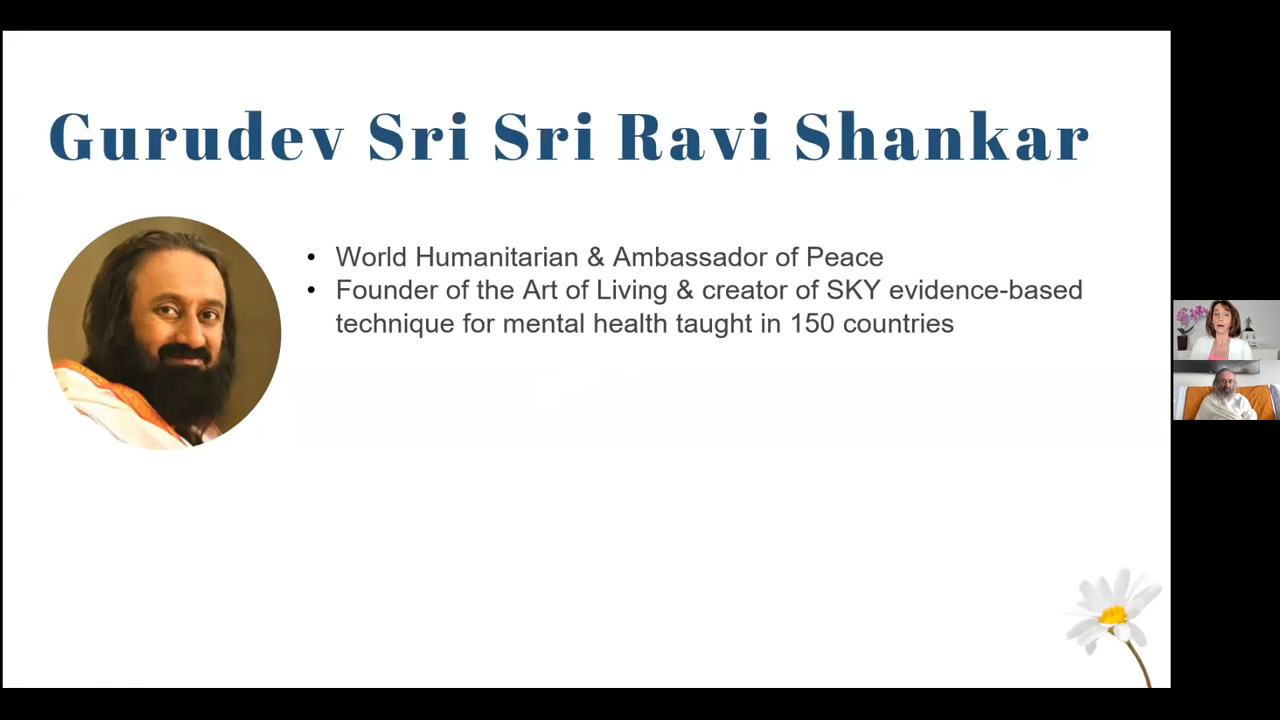 Gurudev Sri Sri Ravi Shankar
• World Humanitarian & Ambassador of Peace
• Founder of the Art of Living & creator of SKY evidence-based
technique for mental health taught in 150 countries